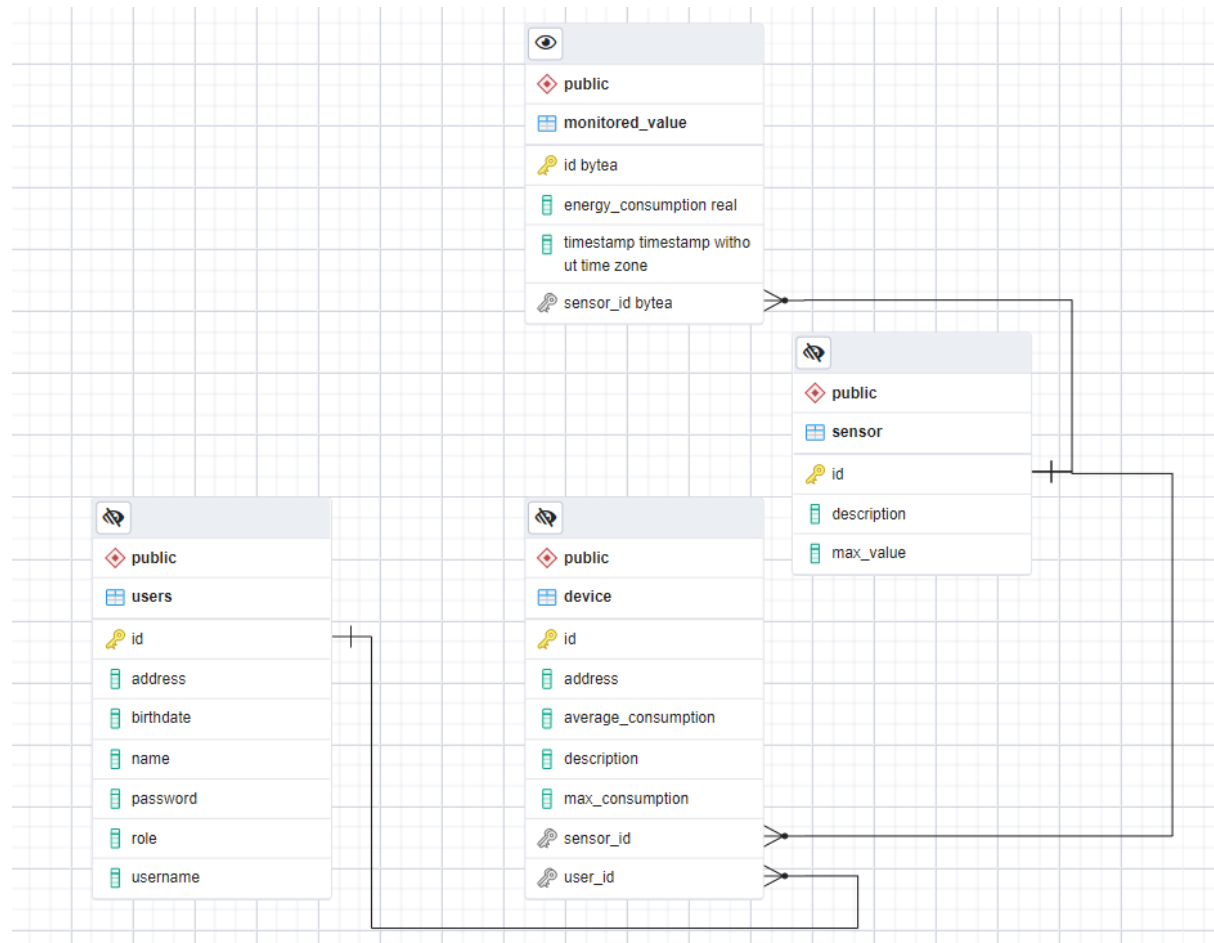 public
monitored_value
id bytea
energy_consumption real
timestamp timestamp witho
ut time zone
sensor_id bytea
public
sensor
id
description
max_value
public
users
id
address
birthdate
name
password
role
username
public
device
id
address
average_consumption
description
max_consumption
sensor_id
user_id